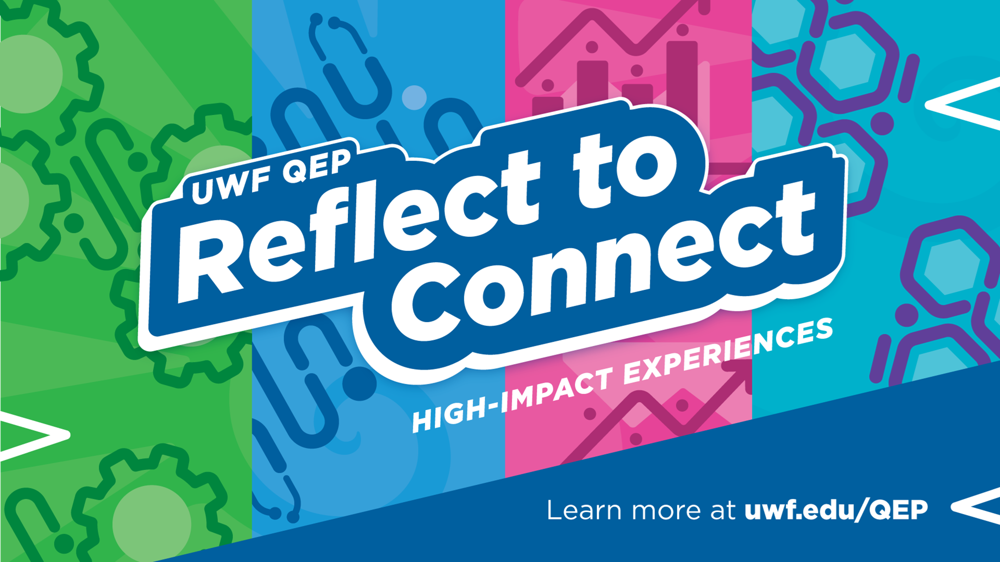 UWF QEP
Reflect to
Connect
HIGH-IMPACT EXPERIENCES
Learn more at uwf.edu/QEP